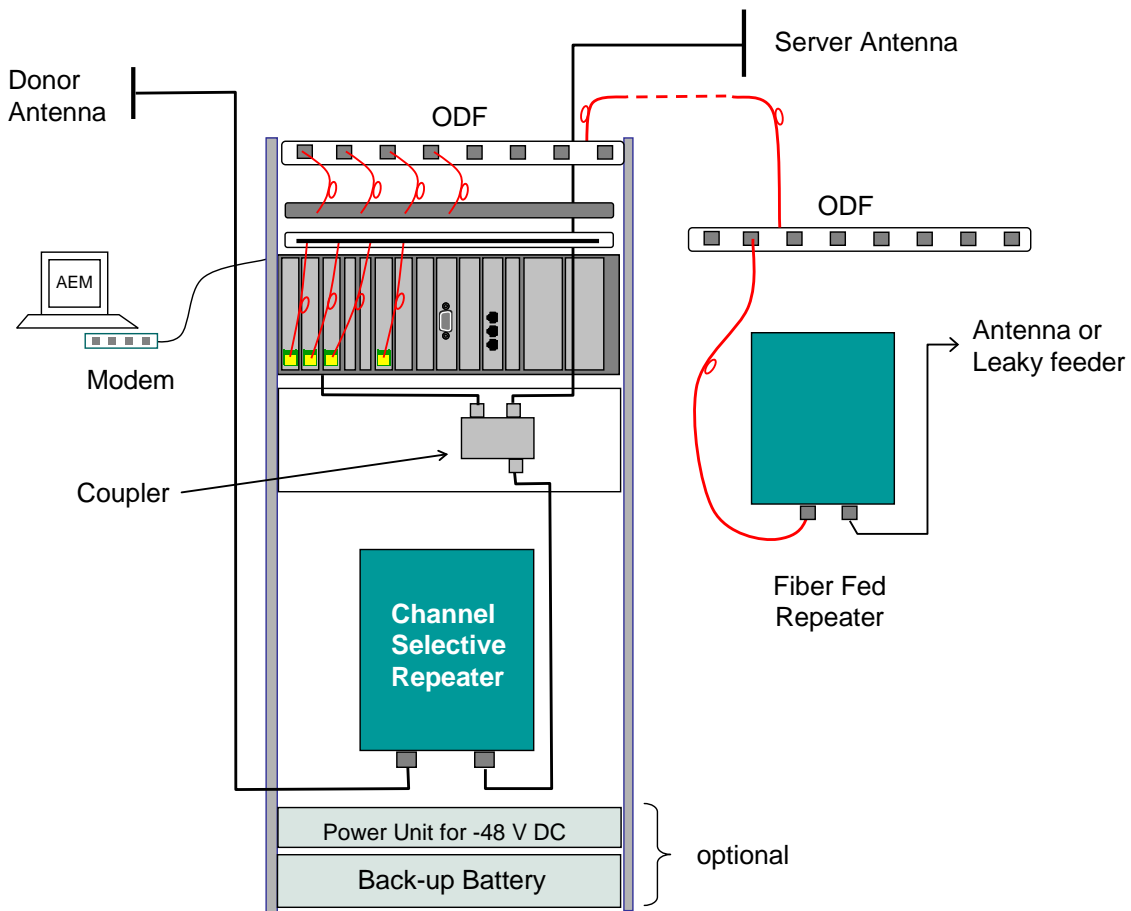 Server Antenna
Donor
Antenna
ODF
ODF
AEM
Modem
Antenna or
Leaky feeder
Coupler
Fiber Fed
Repeater
Channel
Selective
Repeater
Power Unit for -48 V DC
optional
Back-up Battery